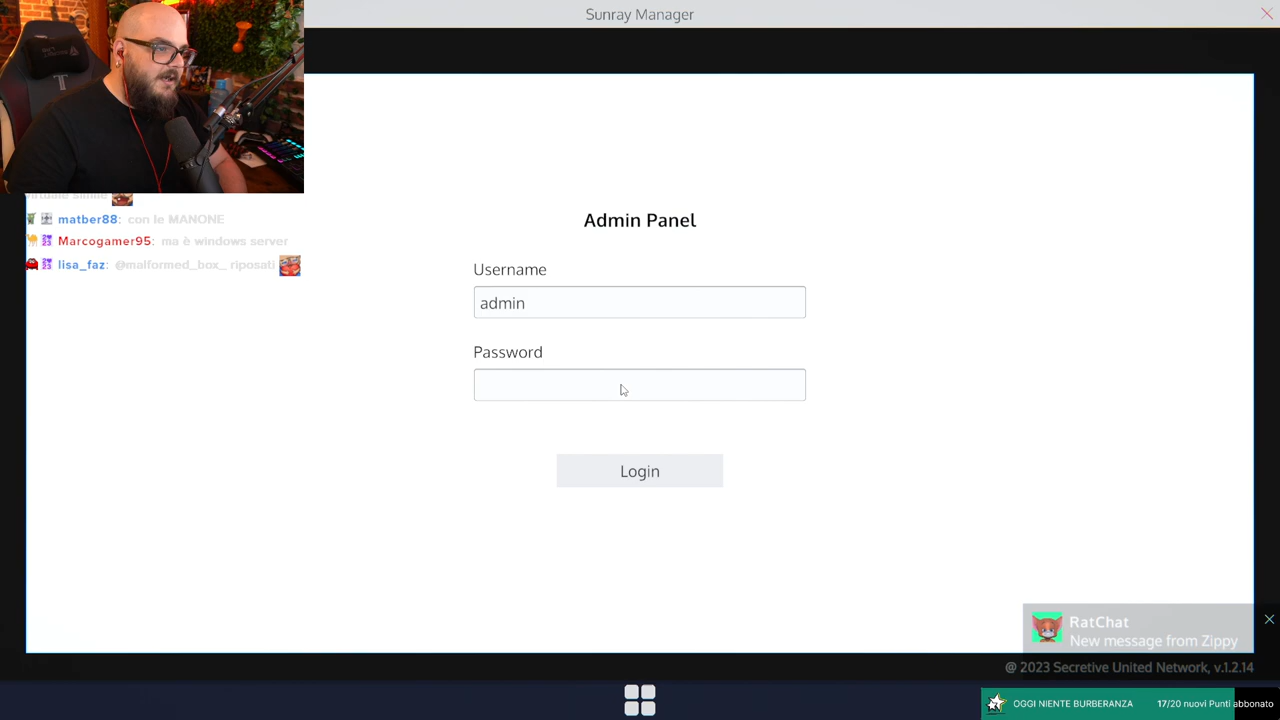 Sunray Manager
matber88: con le MANONE
Marcogamer95: ma è windows server
lisa_faz: @malformed_box_ riposati
Admin Panel
Username
admin
Password
Login
RatChat
New message from Zippy
@ 2023 Secretive United Network, v.1.2.14
OGGI NIENTE BURBERANZA
17/20 nuovi Punti abbonato